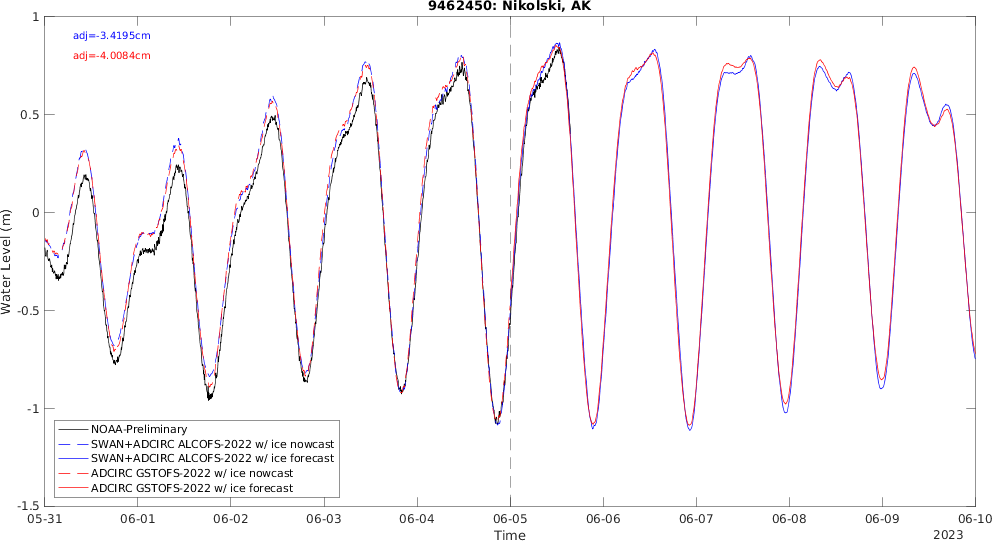 9462450: Nikolski, AK
adj=-3.4195cm
adj=-4.0084cm
1
0.5
0
-0.5
-1
-1.5
Water Level (m)
NOAA-Preliminary
SWAN+ADCIRC ALCOFS-2022 w/ ice nowcast
SWAN+ADCIRC ALCOFS-2022 w/ ice forecast
ADCIRC GSTOFS-2022 w/ ice nowcast
ADCIRC GSTOFS-2022 w/ ice forecast
05-31 06-01 06-02 06-03 06-04 06-05 06-06 06-07 06-08 06-09 06-10
Time
2023